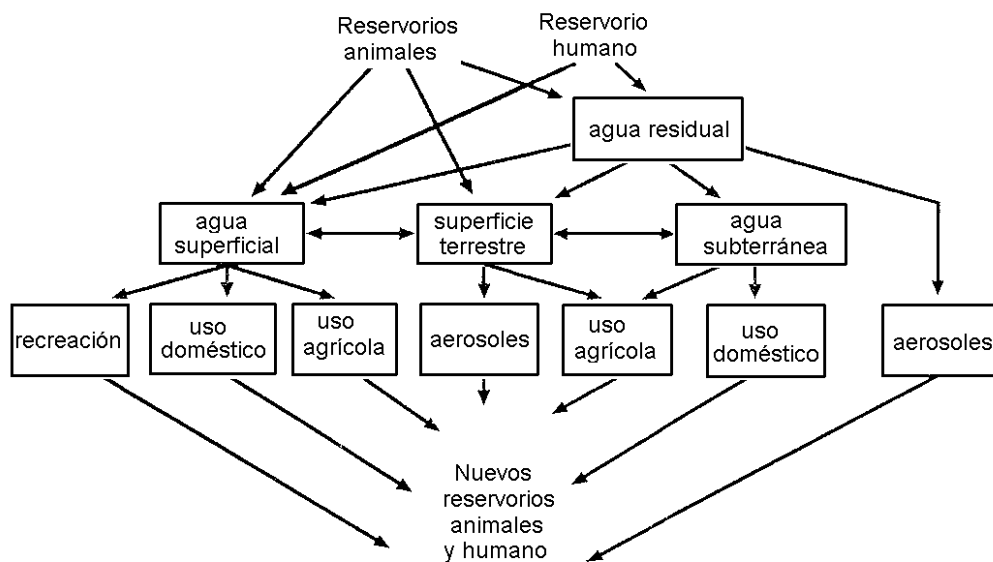 Reservorios
animales
Reservorio
humano
agua residual
agua
superficial
superficie
terrestre
agua
subterránea
recreación
uso
doméstico
uso
agrícola
aerosoles
uso
agrícola
uso
doméstico
aerosoles
Nuevos
reservorios
animales
y humano